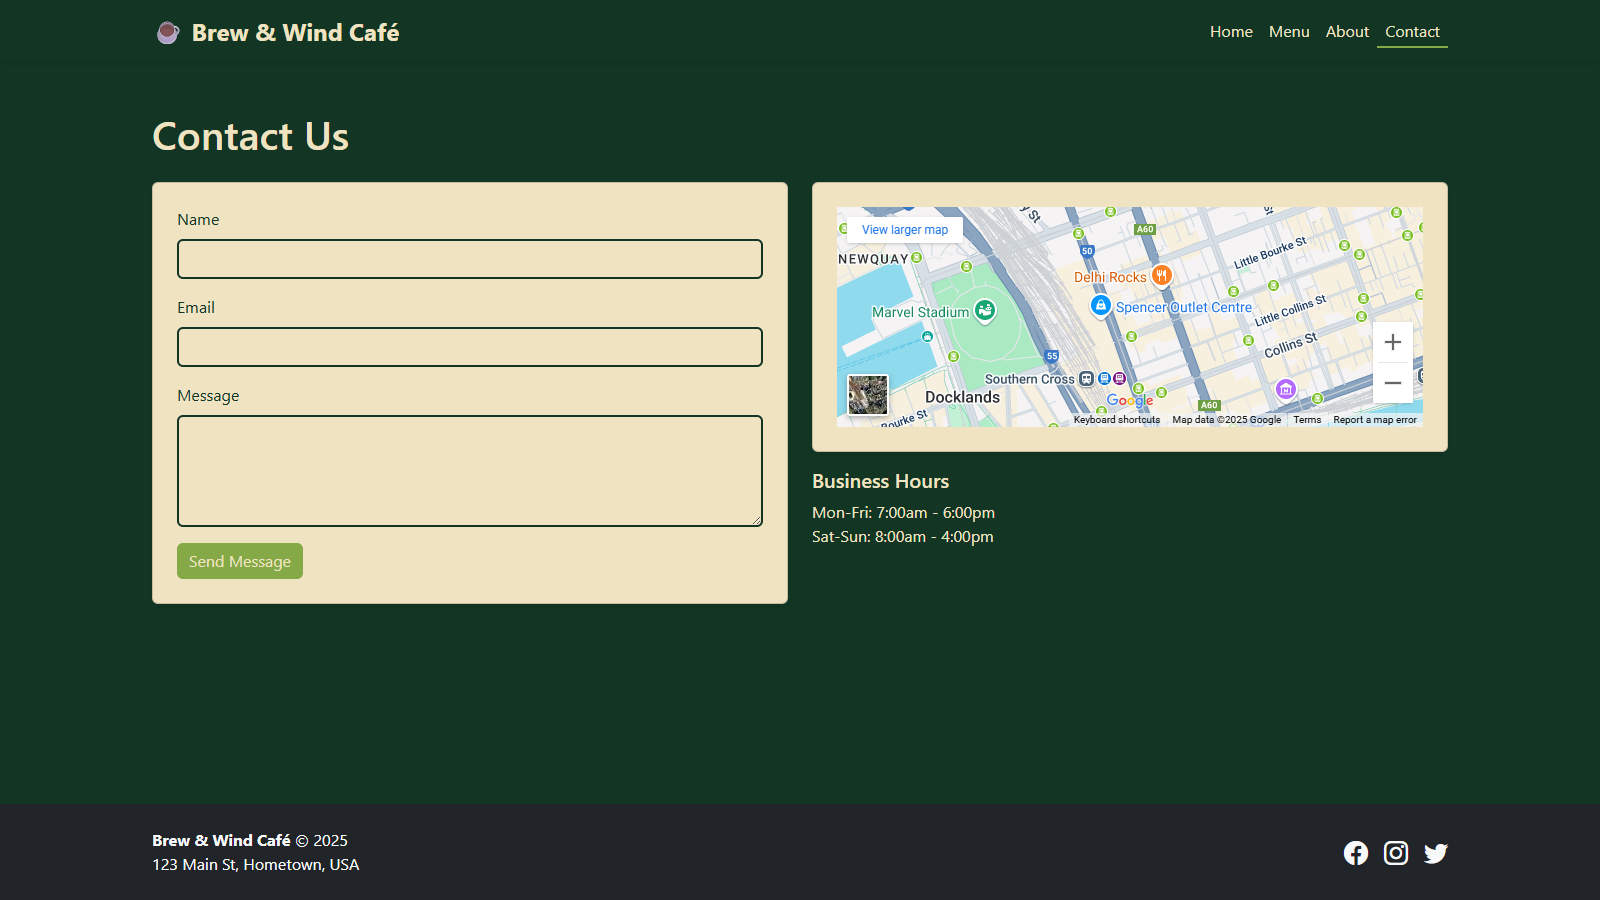 Brew & Wind Café
Home Menu About Contact
Contact Us
Name
Email
Message
Send Message
View larger map
NEWQUAY
Marvel Stadium
Delhi Rocks
Spencer Outlet Centre
A60
50
Little Bourke St
Little Collins St
Collins St
55
Southern Cross
Docklands
Bourke St
Google
A60
Keyboard shortcuts Map data ©2025 Google Terms Report a map error
Business Hours
Mon-Fri: 7:00am - 6:00pm
Sat-Sun: 8:00am - 4:00pm
Brew & Wind Café © 2025
123 Main St, Hometown, USA